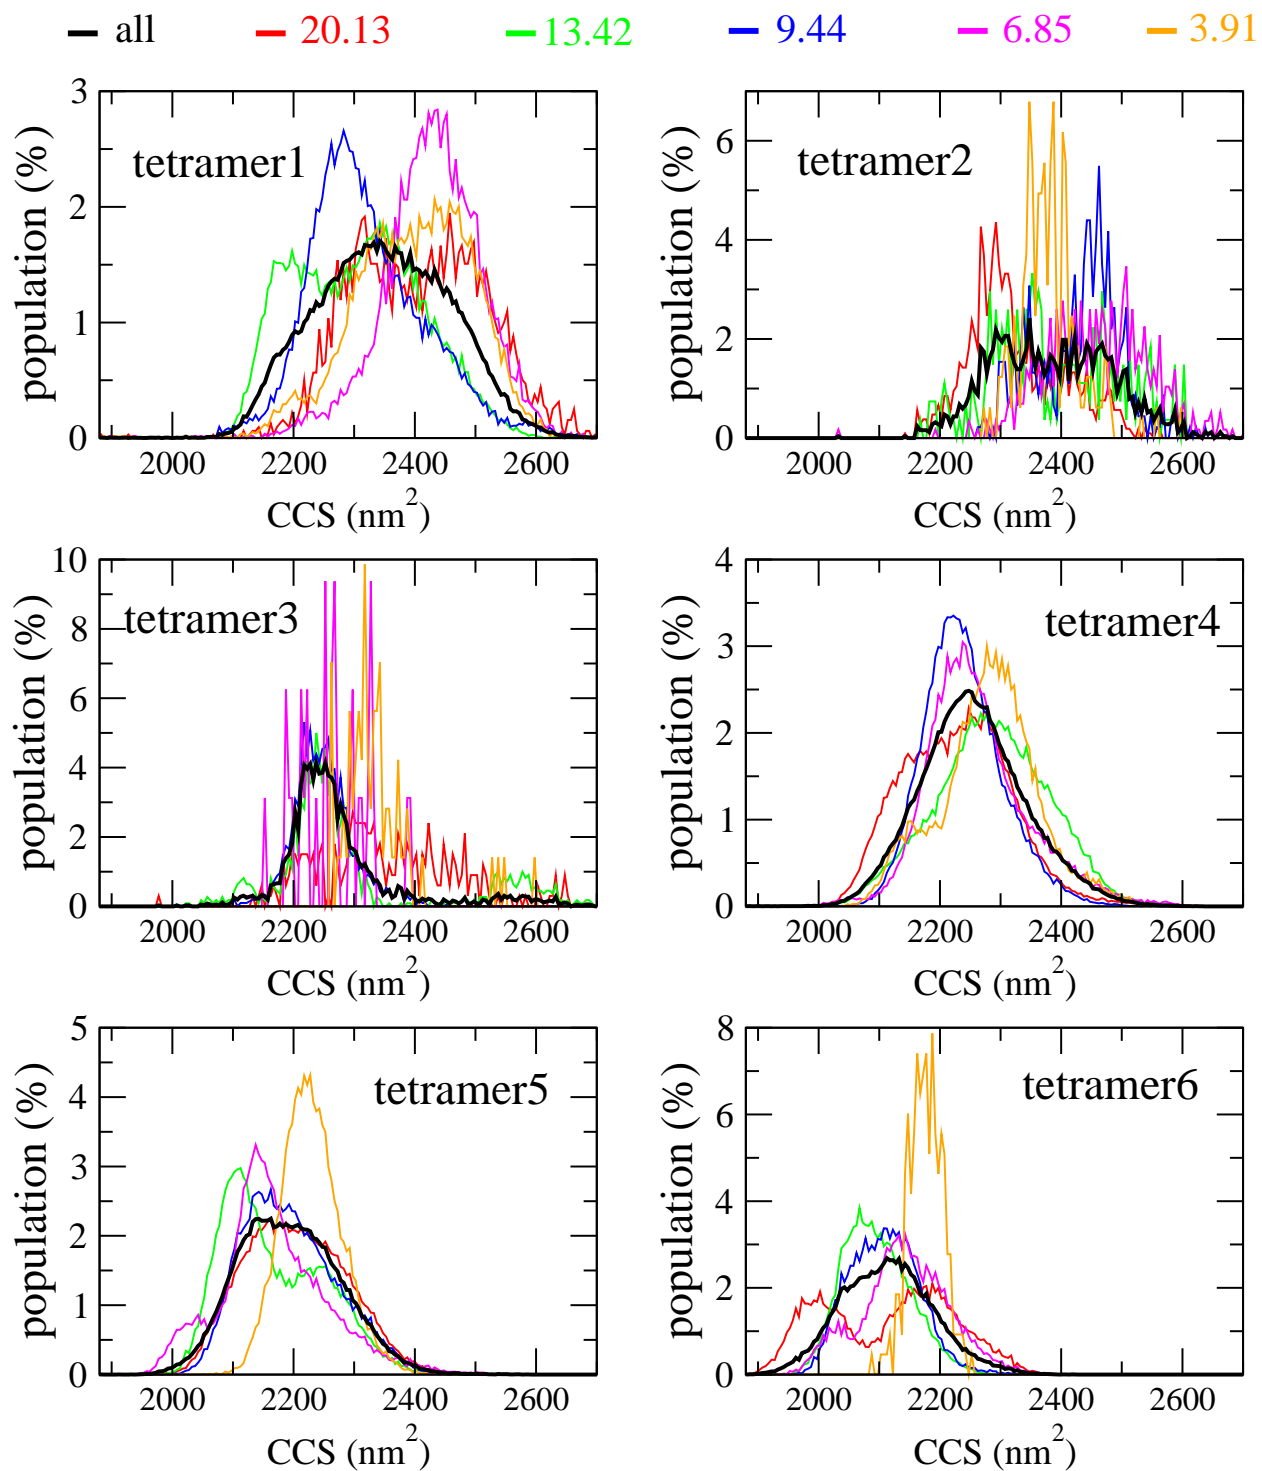 all 20.13 13.42 9.44 6.85 3.91
3
2
1
0
population (%)
tetramer1
2000 2200 2400 2600
CCS (nm²)
6
4
2
0
population (%)
tetramer2
2000 2200 2400 2600
CCS (nm²)
10
8
6
4
2
0
population (%)
tetramer3
2000 2200 2400 2600
CCS (nm²)
4
3
2
1
0
population (%)
tetramer4
2000 2200 2400 2600
CCS (nm²)
5
4
3
2
1
0
population (%)
tetramer5
2000 2200 2400 2600
CCS (nm²)
8
6
4
2
0
population (%)
tetramer6
2000 2200 2400 2600
CCS (nm²)